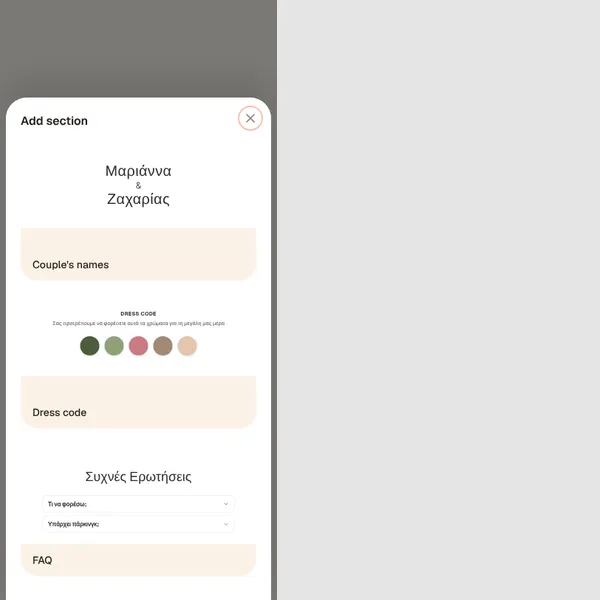 Add section
Μαριάννα
&
Ζαχαρίας
Couple's names
DRESS CODE
Σας προτρέπουμε να φορέσετε αυτά τα χρώματα για τη μεγάλη μας μέρα
Dress code
Συχνές Ερωτήσεις
Τι να φορέσω;
Υπάρχει πάρκινγκ;
FAQ